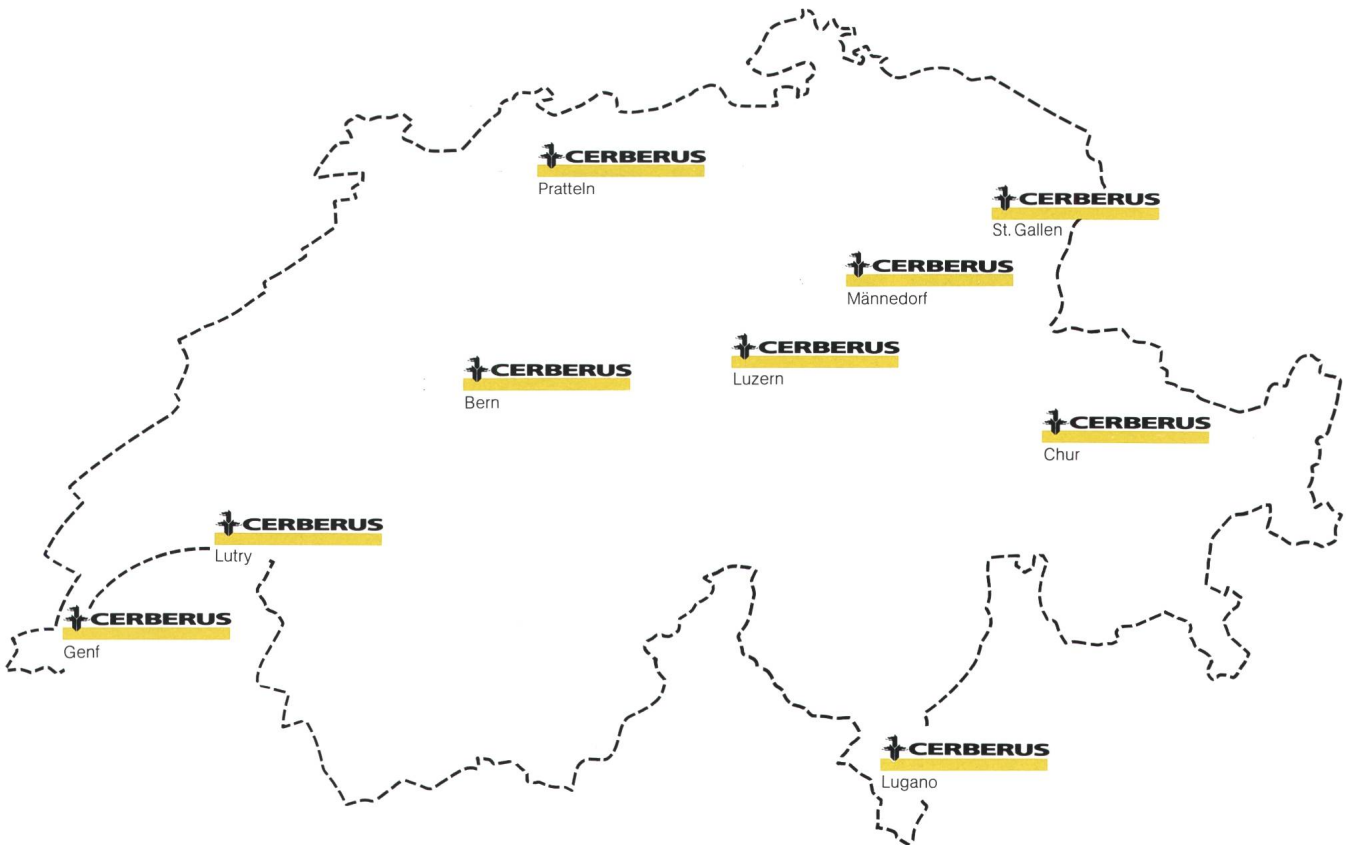 CERBERUS
Pratteln
CERBERUS
St. Gallen
CERBERUS
Männedorf
CERBERUS
Luzern
CERBERUS
Bern
CERBERUS
Chur
CERBERUS
Lutry
CERBERUS
Genf
CERBERUS
Lugano